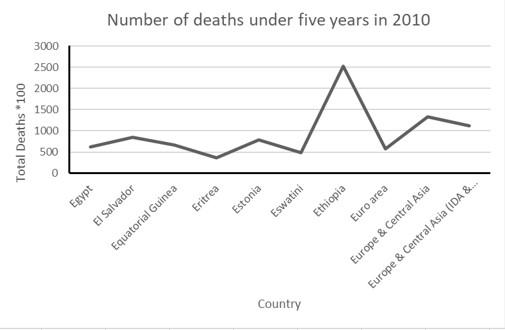 Number of deaths under five years in 2010
Total Deaths *100
3000
2500
2000
1500
1000
500
0
Egypt
El Salvador
Equatorial Guinea
Eritrea
Estonia
Eswatini
Ethiopia
Euro area
Europe & Central Asia
Europe & Central Asia (IDA &...
Country